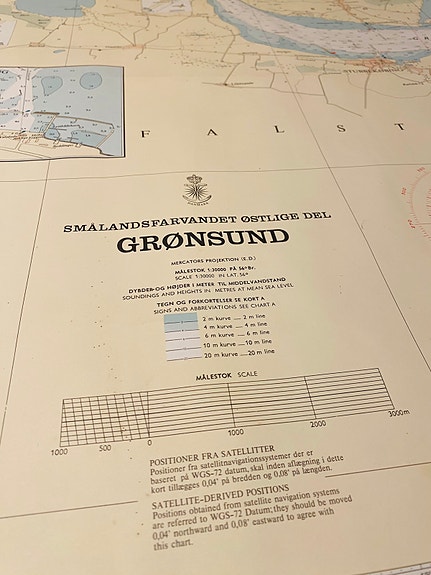 F A L S T
SMÅLANDSFARVANDET ØSTLIGE DEL
GRØNSUND
MERCATORS PROJEKTION (E.D.)
MÅLESTOK 1:30000 PÅ 56° Br.
SCALE 1:30000 IN LAT. 56°
DYBDER OG HØJDER I METER TIL MIDDELVANDSTAND
SOUNDINGS AND HEIGHTS IN METRES AT MEAN SEA LEVEL
TEGN OG FORKORTELSER SE KORT A
SIGNS AND ABBREVIATIONS SEE CHART A
2 m kurve ..... 2 m line
4 m kurve ..... 4 m line
6 m kurve ..... 6 m line
10 m kurve ..... 10 m line
20 m kurve ..... 20 m line
MÅLESTOK SCALE
1000 500 0 1000 2000 3000m
POSITIONER FRA SATELLITTER
Positioner fra satellitnavigationssystemer der er
baseret på WGS-72 datum, skal inden aflægning i dette
kort tillægges 0,04' på bredden og 0,08' på længden.
SATELLITE-DERIVED POSITIONS
Positions obtained from satellite navigation systems
are referred to WGS-72 Datum; they should be moved
0,04' northward and 0,08' eastward to agree with
this chart.